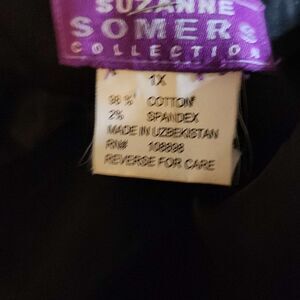 SUZANNE
SOMERS
COLLECTION
1X
98 % COTTON
2% SPANDEX
MADE IN UZBEKISTAN
RN# 108898
REVERSE FOR CARE